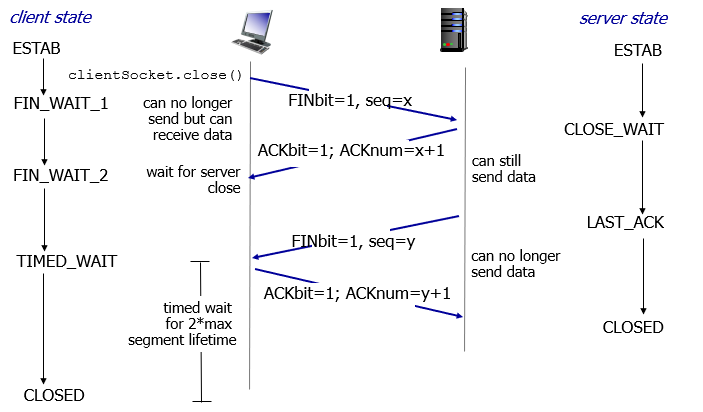 client state
server state
ESTAB
ESTAB
clientSocket.close()
FINbit=1, seq=x
FIN_WAIT_1
can no longer
send but can
receive data
CLOSE_WAIT
ACKbit=1; ACKnum=x+1
FIN_WAIT_2
wait for server
close
can still
send data
LAST_ACK
FINbit=1, seq=y
TIMED_WAIT
can no longer
send data
ACKbit=1; ACKnum=y+1
timed wait
for 2*max
segment lifetime
CLOSED
CLOSED